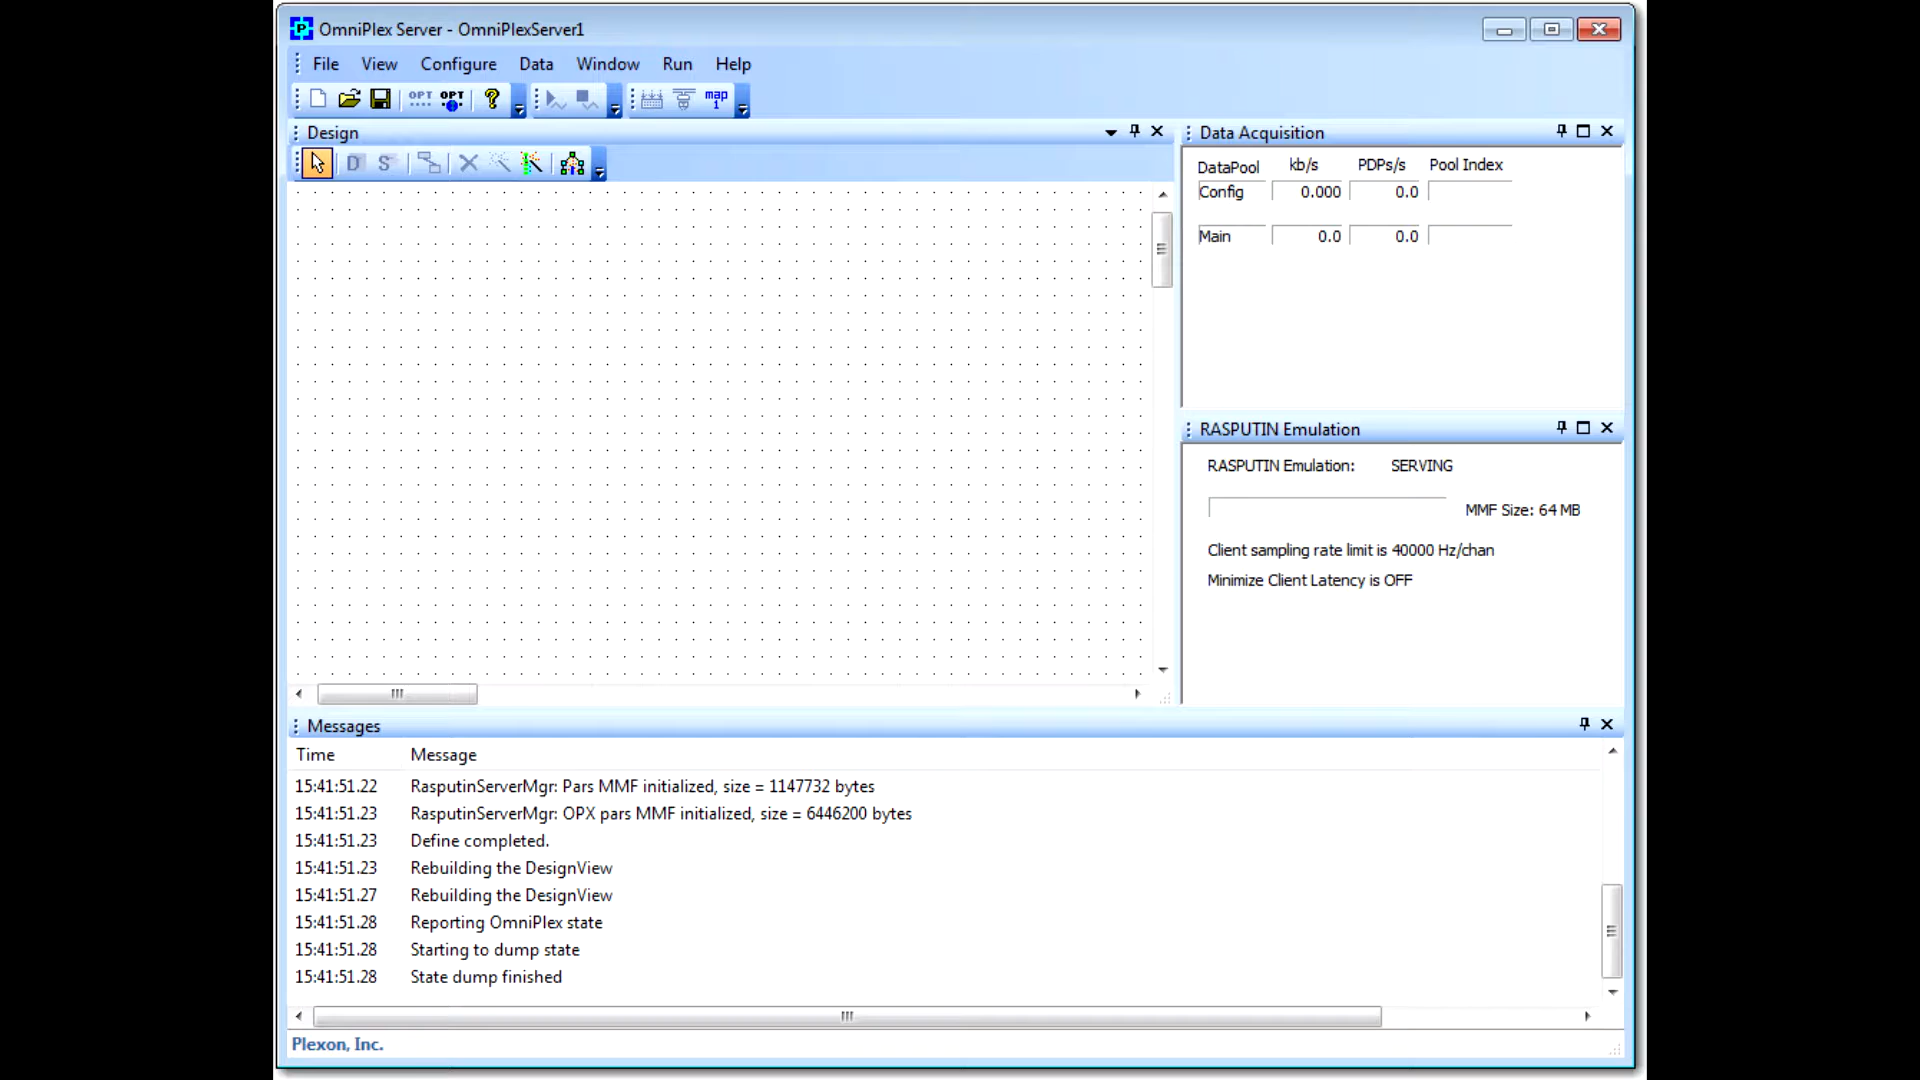 OmniPlex Server - OmniPlexServer1
File View Configure Data Window Run Help
OPT OPT ? map 1
Design
D S
Data Acquisition
DataPool kb/s PDPs/s Pool Index
Config 0.000 0.0
Main 0.0 0.0
RASPUTIN Emulation
RASPUTIN Emulation: SERVING
MMF Size: 64 MB
Client sampling rate limit is 40000 Hz/chan
Minimize Client Latency is OFF
Messages
Time Message
15:41:51.22 RasputinServerMgr: Pars MMF initialized, size = 1147732 bytes
15:41:51.23 RasputinServerMgr: OPX pars MMF initialized, size = 6446200 bytes
15:41:51.23 Define completed.
15:41:51.23 Rebuilding the DesignView
15:41:51.27 Rebuilding the DesignView
15:41:51.28 Reporting OmniPlex state
15:41:51.28 Starting to dump state
15:41:51.28 State dump finished
Plexon, Inc.